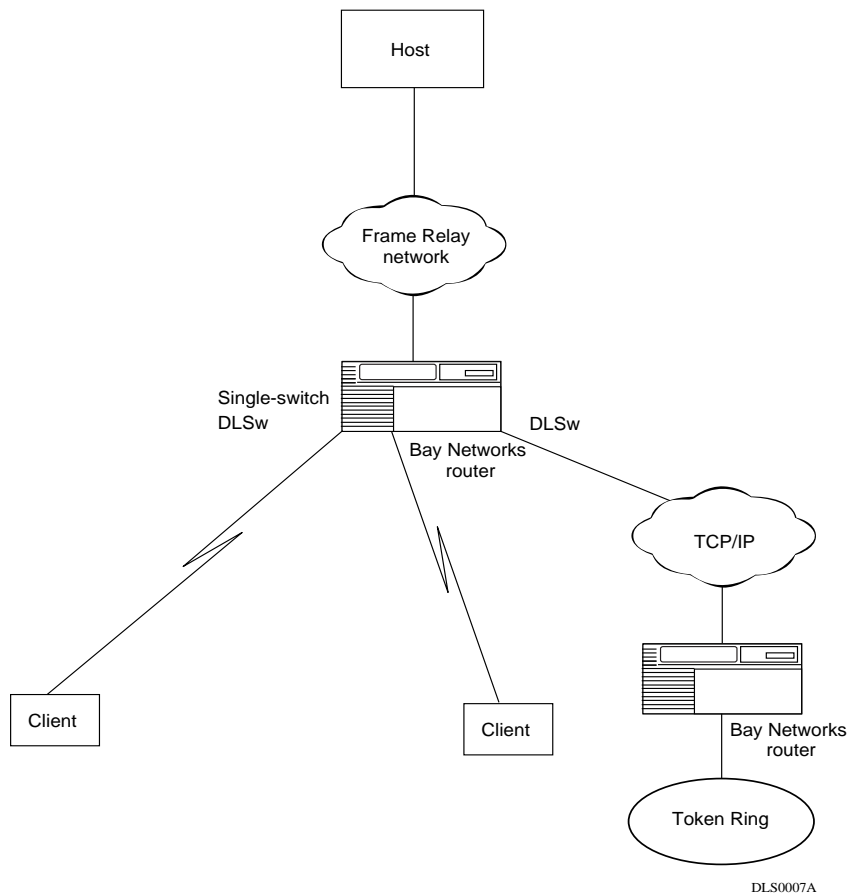 Host
Frame Relay
network
Single-switch
DLSw
DLSw
Bay Networks
router
TCP/IP
Client
Client
Bay Networks
router
Token Ring
DLS0007A